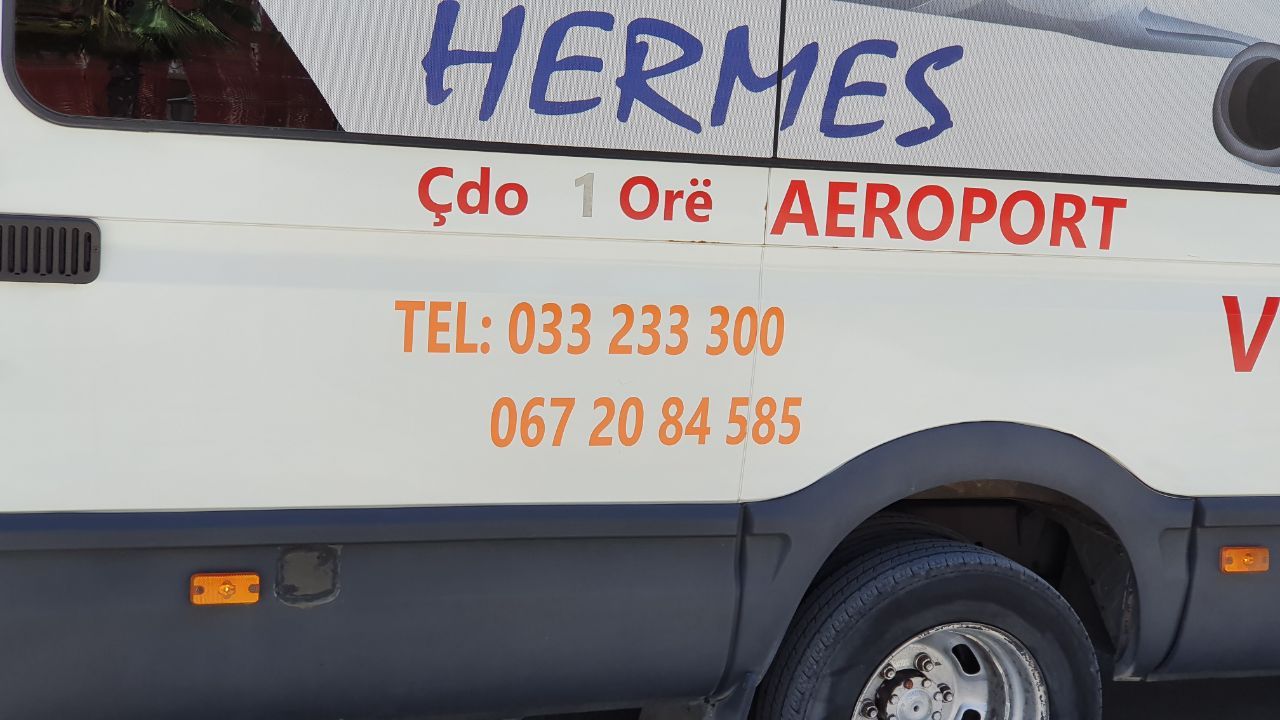 HERMES
Çdo 1 Orë AEROPORT
TEL: 033 233 300
067 20 84 585
V